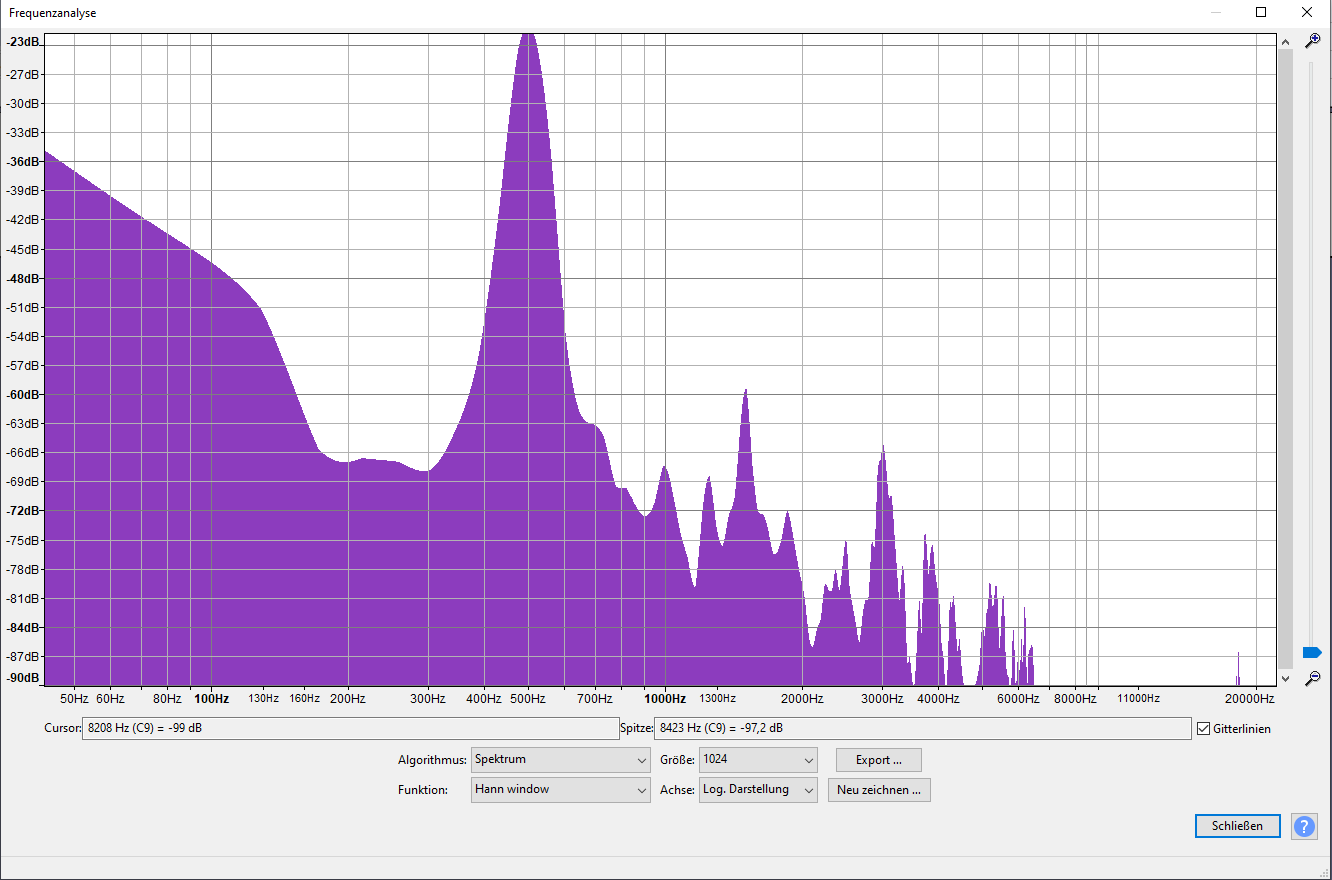 Frequenzanalyse
-23dB
-27dB
-30dB
-33dB
-36dB
-39dB
-42dB
-45dB
-48dB
-51dB
-54dB
-57dB
-60dB
-63dB
-66dB
-69dB
-72dB
-75dB
-78dB
-81dB
-84dB
-87dB
-90dB
50Hz 60Hz 80Hz 100Hz 130Hz 160Hz 200Hz 300Hz 400Hz 500Hz 700Hz 1000Hz 1300Hz 2000Hz 3000Hz 4000Hz 6000Hz 8000Hz 11000Hz 20000Hz
Cursor: 8208 Hz (C9) = -99 dB Spitze: 8423 Hz (C9) = -97,2 dB Gitterlinien
Algorithmus: Spektrum Größe: 1024 Export ...
Funktion: Hann window Achse: Log. Darstellung Neu zeichnen ...
Schließen ?